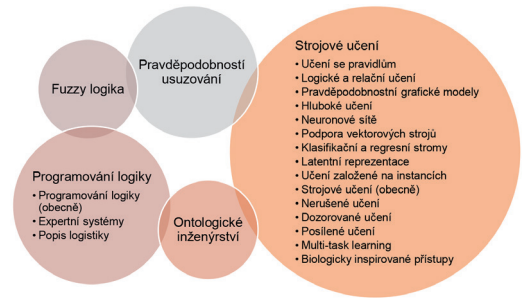 Fuzzy logika
Pravděpodobností
usuzování
Programování logiky
• Programování logiky
(obecně)
• Expertní systémy
• Popis logistiky
Ontologické
inženýrství
Strojové učení
• Učení se pravidlům
• Logické a relační učení
• Pravděpodobnostní grafické modely
• Hluboké učení
• Neuronové sítě
• Podpora vektorových strojů
• Klasifikační a regresní stromy
• Latentní reprezentace
• Učení založené na instancích
• Strojové učení (obecně)
• Nerušené učení
• Dozorované učení
• Posílené učení
• Multi-task learning
• Biologicky inspirované přístupy